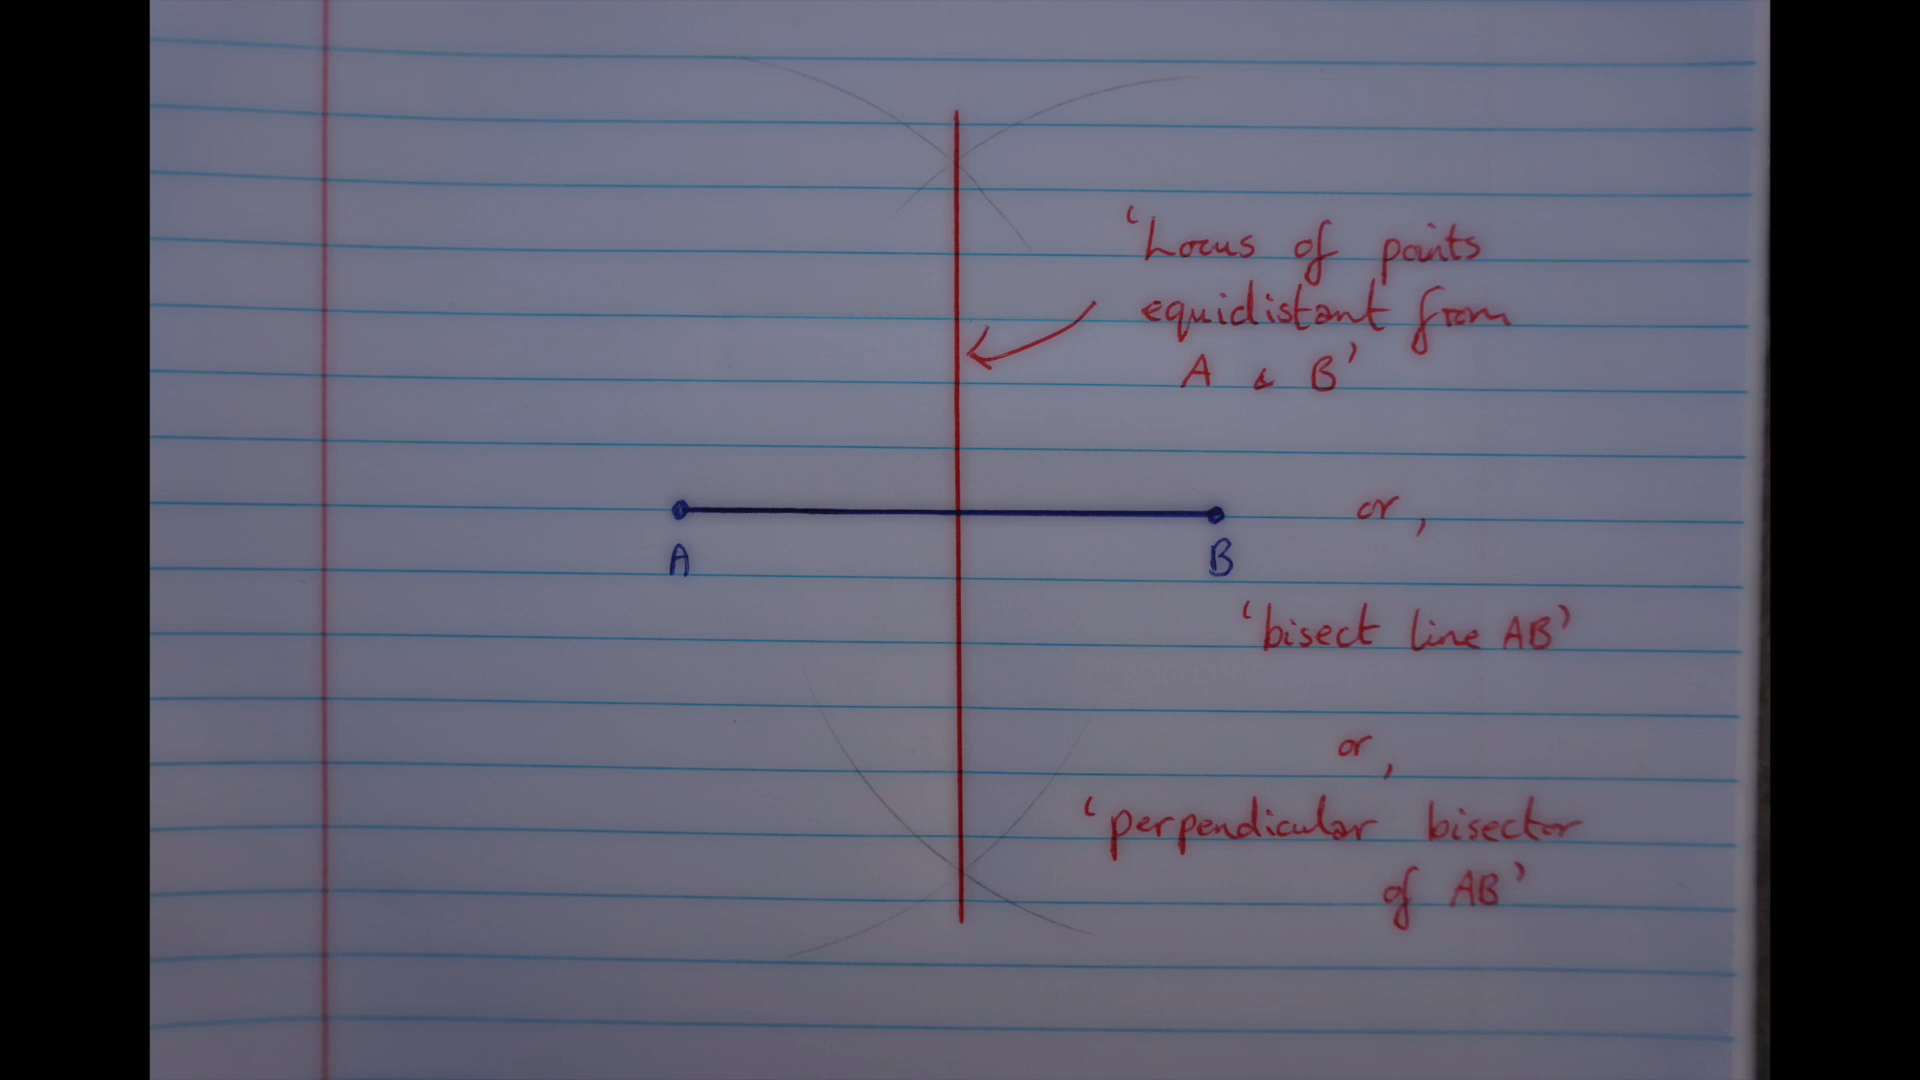 ‘Locus of points
equidistant from
A & B’
A
B
or,
‘bisect line AB’
or,
‘perpendicular bisector
of AB’